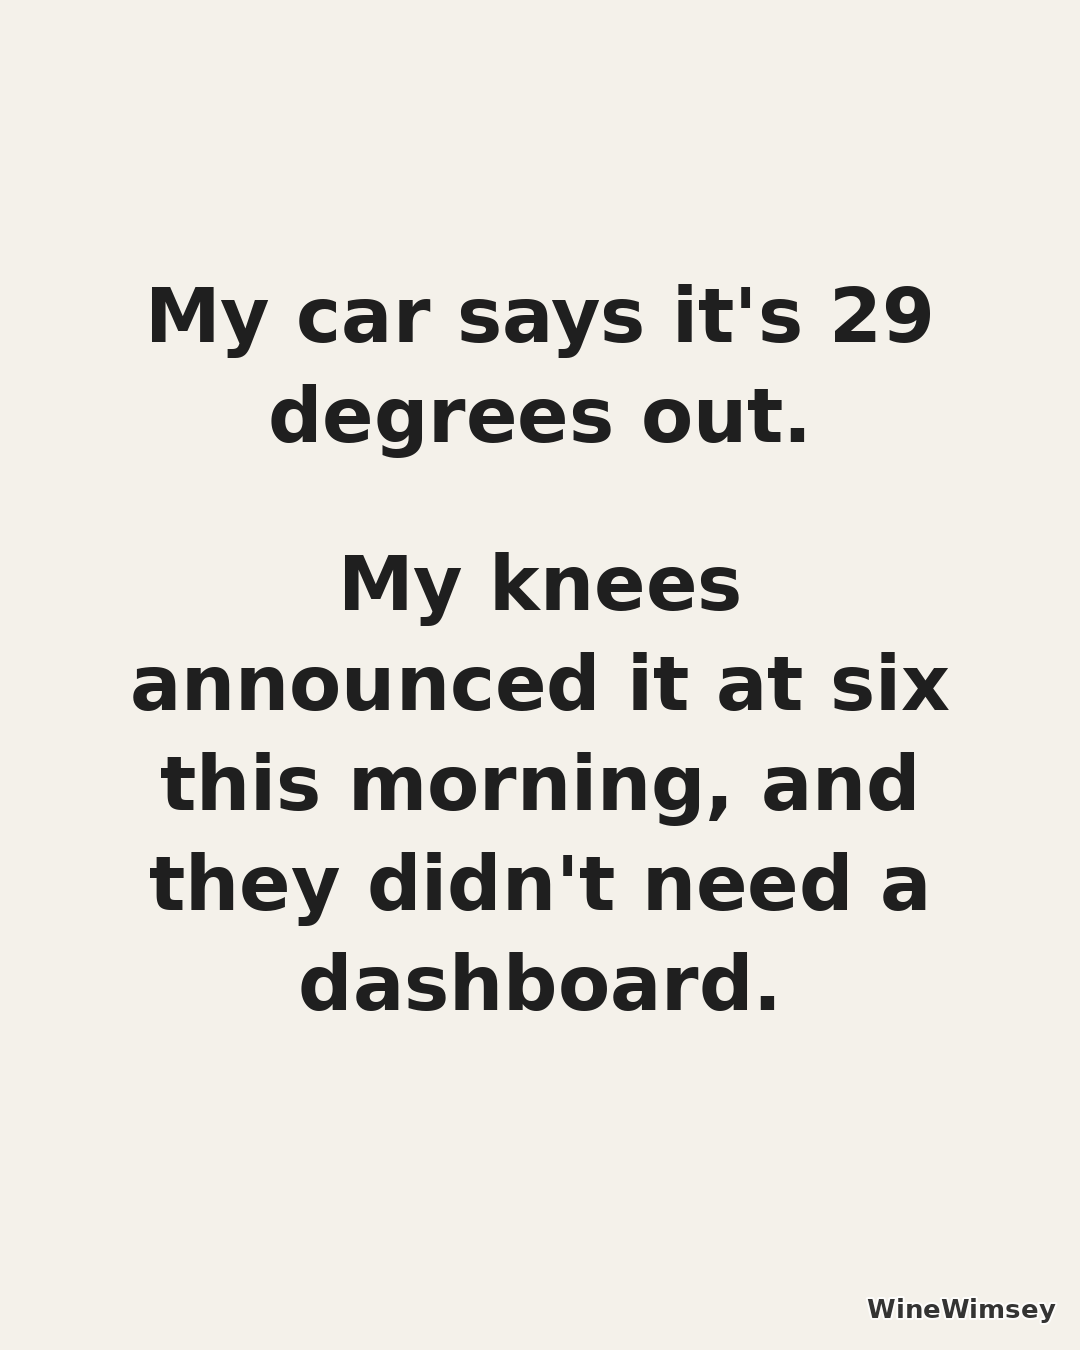 My car says it's 29
degrees out.
My knees
announced it at six
this morning, and
they didn't need a
dashboard.
WineWimsey